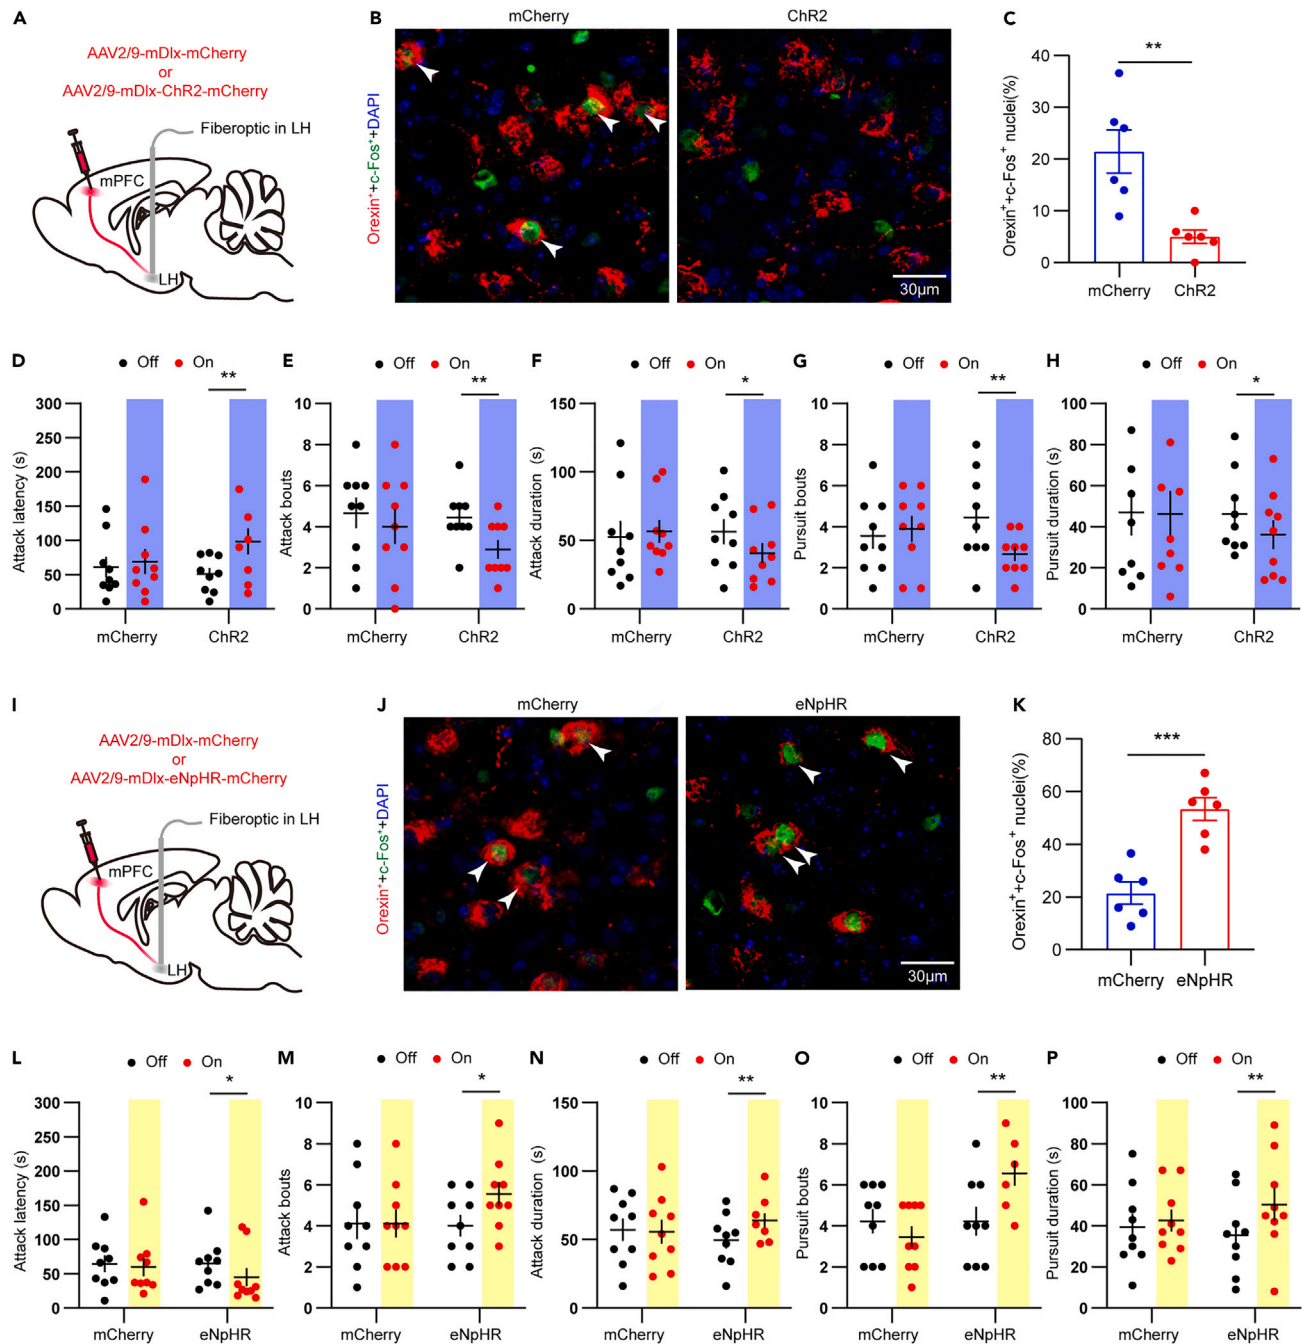 A
AAV2/9-mDlx-mCherry
or
AAV2/9-mDlx-ChR2-mCherry
Fiberoptic in LH
mPFC
LH
B
mCherry
ChR2
Orexin⁺+c-Fos⁺+DAPI
30µm
C
**
Orexin⁺+c-Fos⁺ nuclei(%)
40
30
20
10
0
mCherry
ChR2
D
Off
On
**
Attack latency (s)
300
250
200
150
100
50
0
mCherry
ChR2
E
Off
On
**
Attack bouts
10
8
6
4
2
0
mCherry
ChR2
F
Off
On
*
Attack duration (s)
150
100
50
0
mCherry
ChR2
G
Off
On
**
Pursuit bouts
10
8
6
4
2
0
mCherry
ChR2
H
Off
On
*
Pursuit duration (s)
100
80
60
40
20
0
mCherry
ChR2
I
AAV2/9-mDlx-mCherry
or
AAV2/9-mDlx-eNpHR-mCherry
Fiberoptic in LH
mPFC
LH
J
mCherry
eNpHR
Orexin⁺+c-Fos⁺+DAPI
30µm
K
***
Orexin⁺+c-Fos⁺ nuclei(%)
80
60
40
20
0
mCherry
eNpHR
L
Off
On
*
Attack latency (s)
300
250
200
150
100
50
0
mCherry
eNpHR
M
Off
On
*
Attack bouts
10
8
6
4
2
0
mCherry
eNpHR
N
Off
On
**
Attack duration (s)
150
100
50
0
mCherry
eNpHR
O
Off
On
**
Pursuit bouts
10
8
6
4
2
0
mCherry
eNpHR
P
Off
On
**
Pursuit duration (s)
100
80
60
40
20
0
mCherry
eNpHR